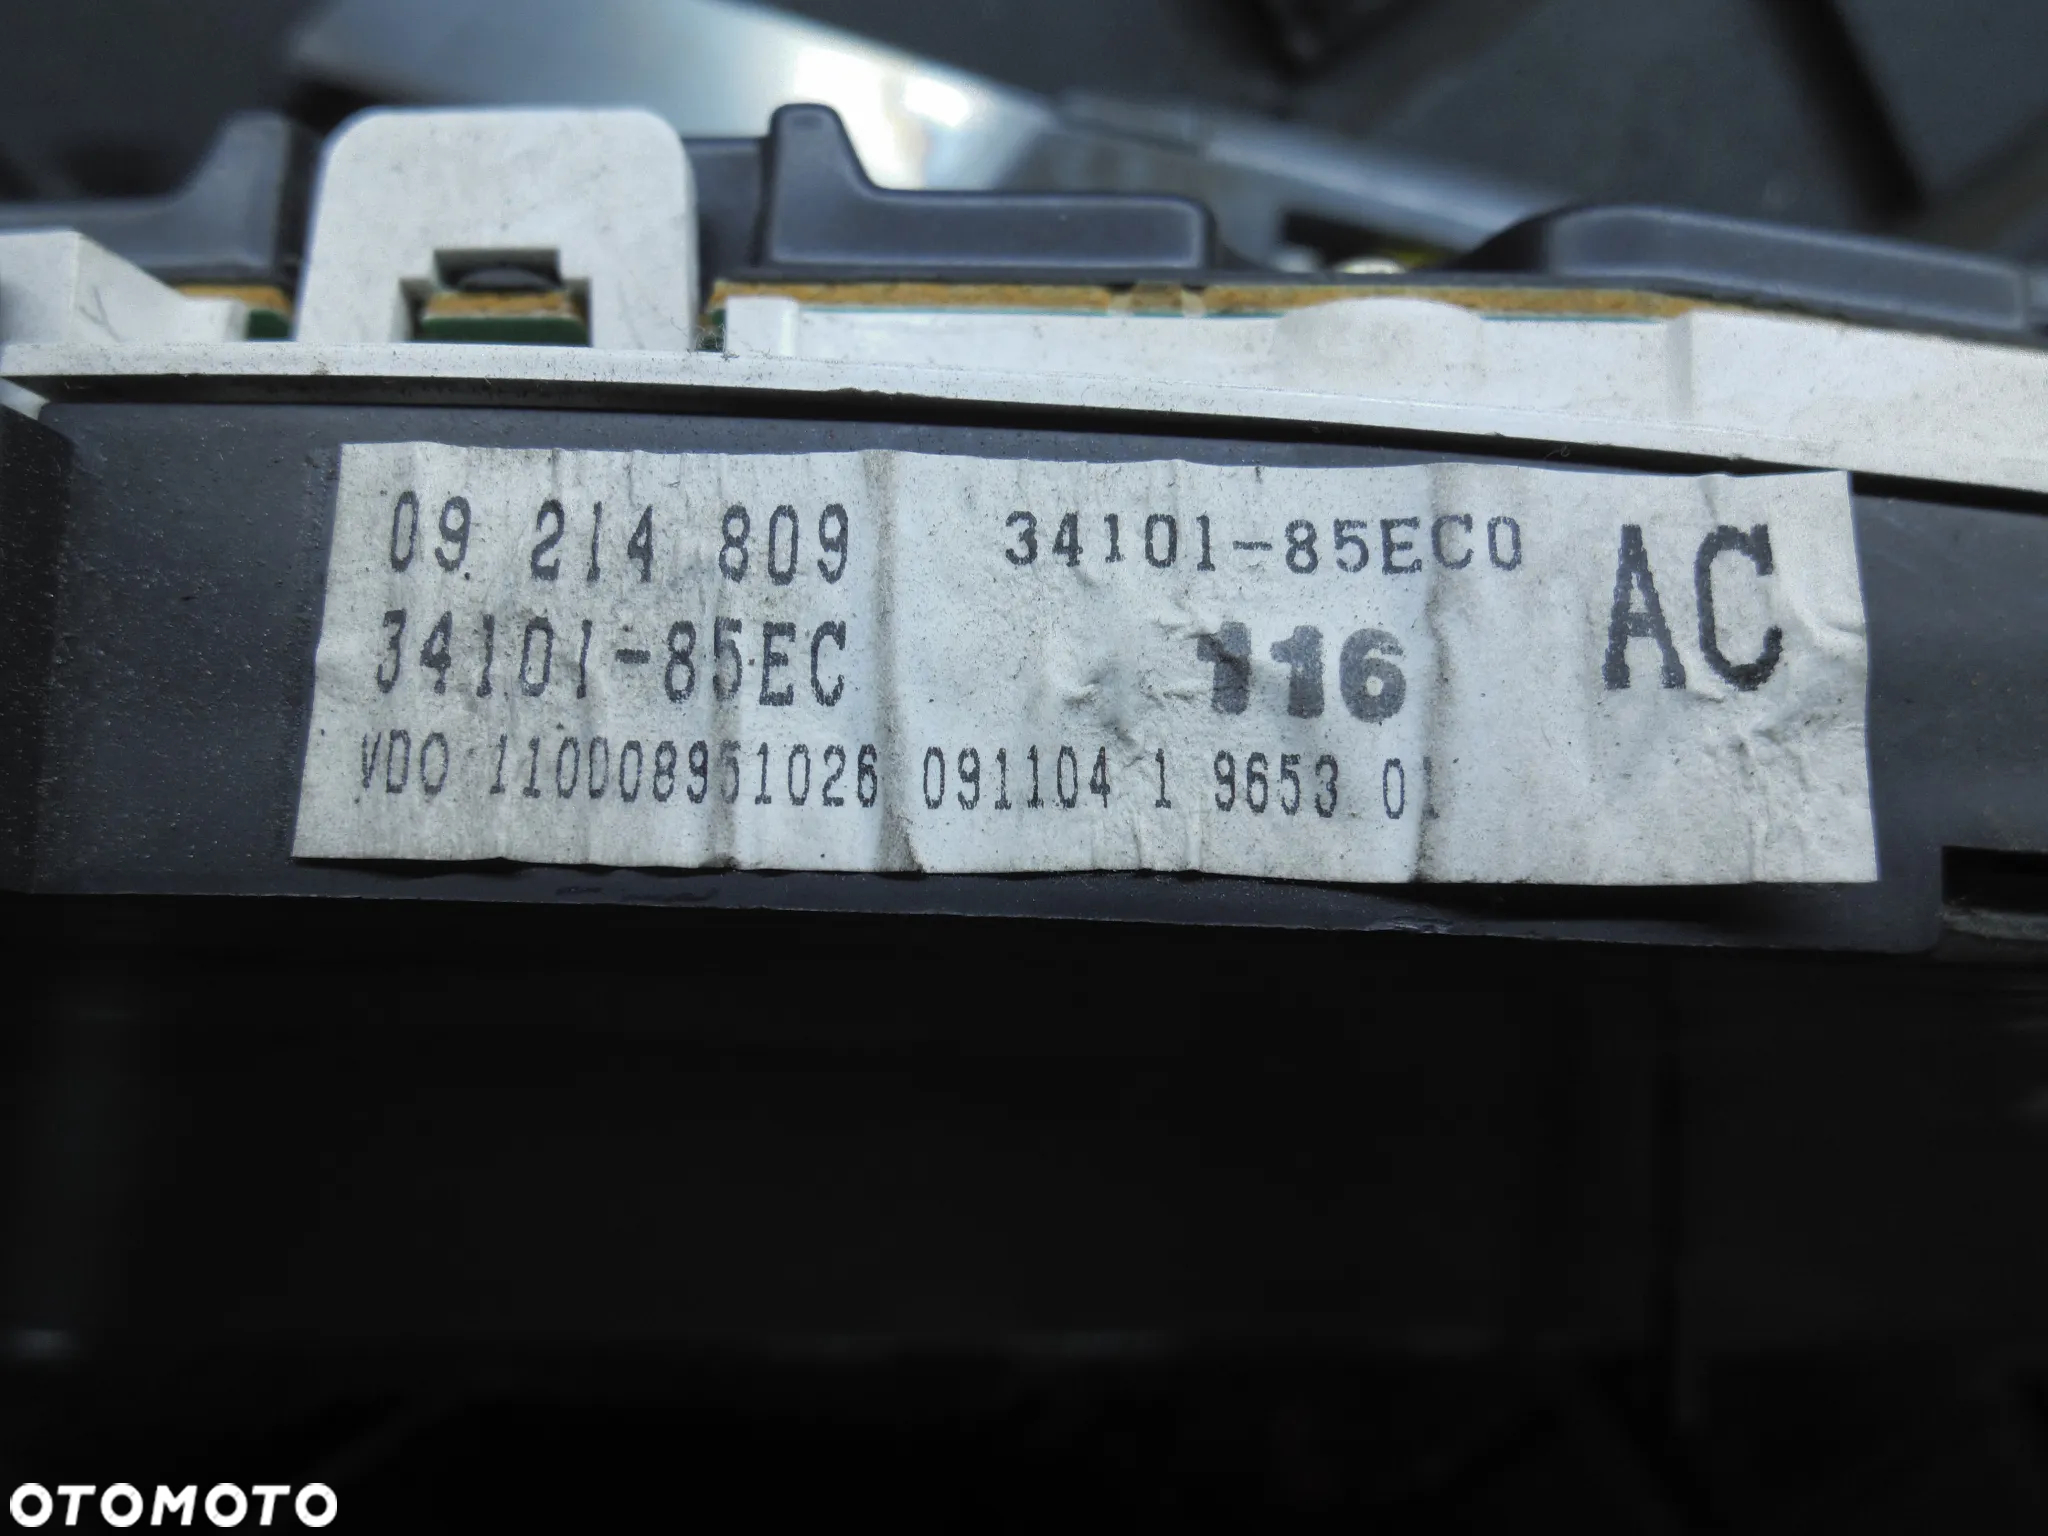 09 214 809 34101-85EC0 AC
34101-85EC 116
VDO 110008951026 091104 1 9653 01
OTOMOTO